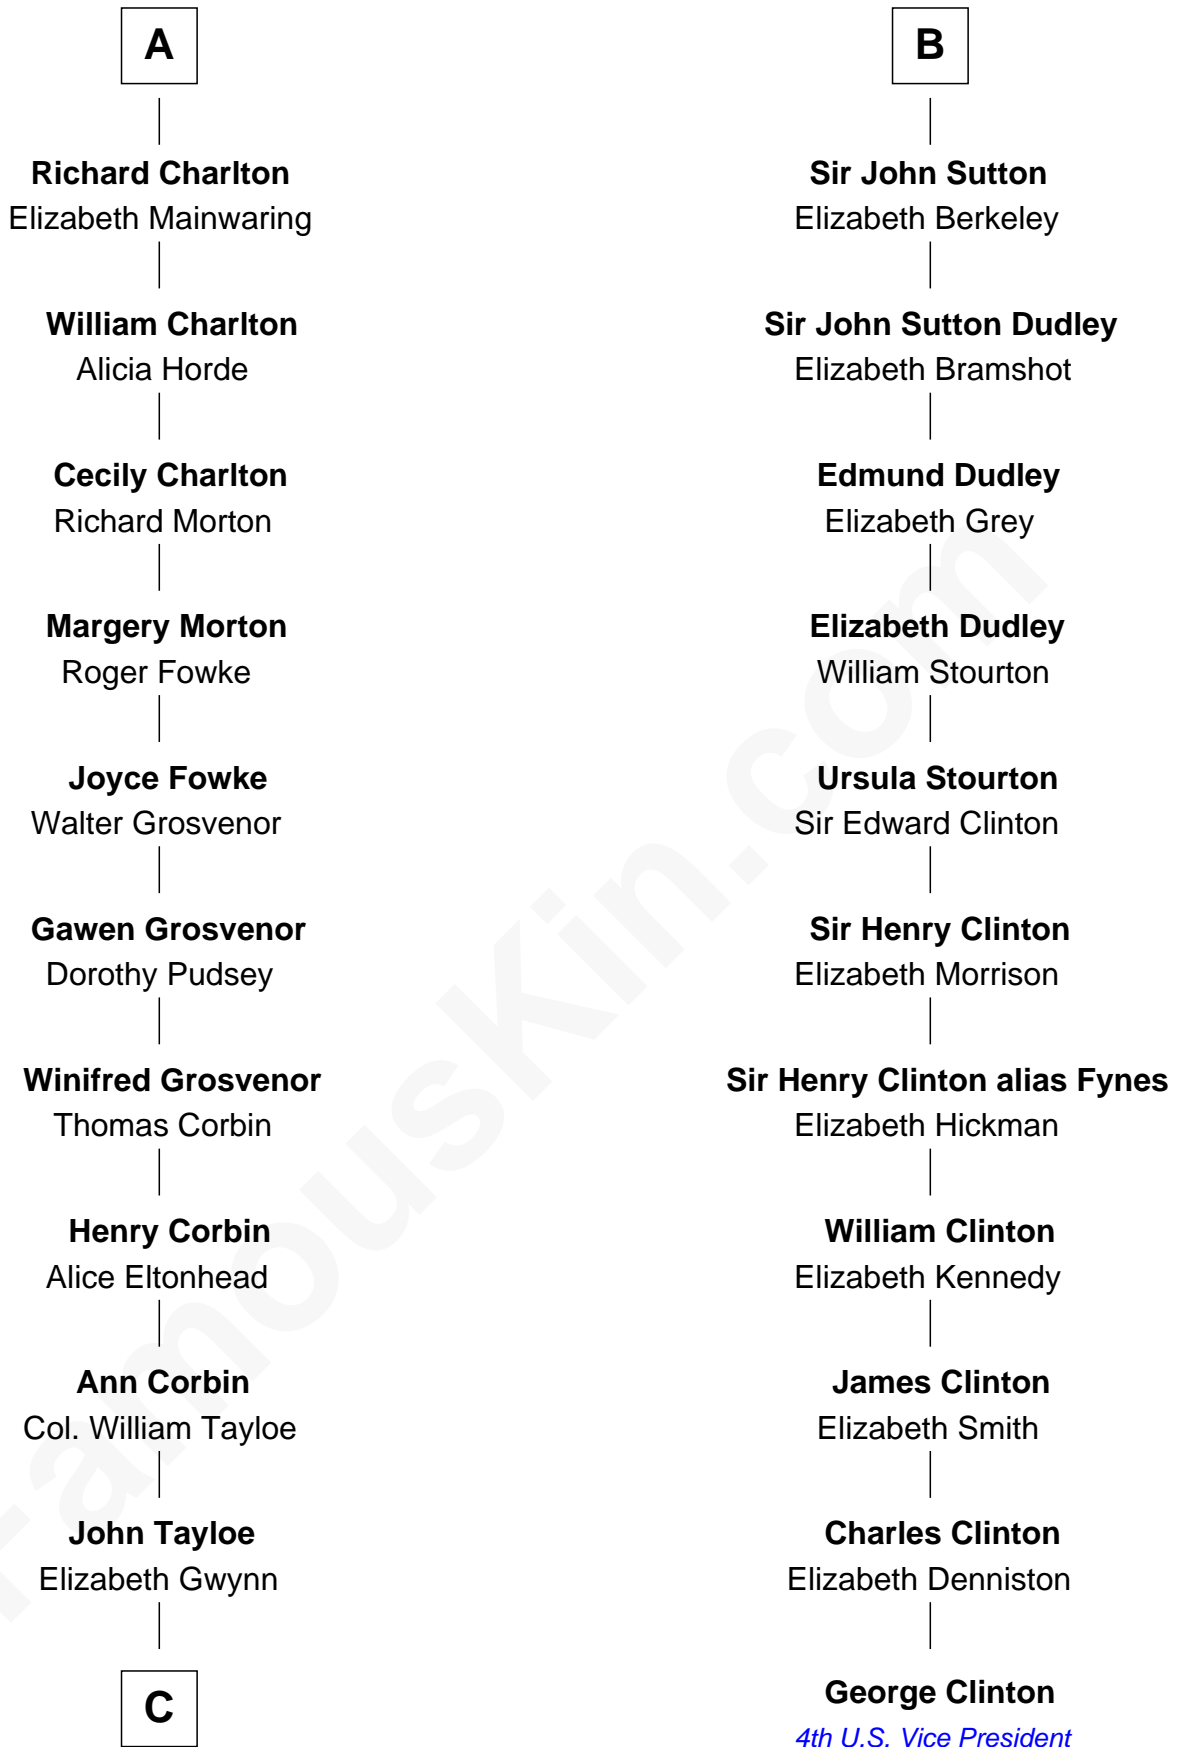 A
Richard Charlton
Elizabeth Mainwaring
William Charlton
Alicia Horde
Cecily Charlton
Richard Morton
Margery Morton
Roger Fowke
Joyce Fowke
Walter Grosvenor
Gawen Grosvenor
Dorothy Pudsey
Winifred Grosvenor
Thomas Corbin
Henry Corbin
Alice Eltonhead
Ann Corbin
Col. William Tayloe
John Tayloe
Elizabeth Gwynn
C
B
Sir John Sutton
Elizabeth Berkeley
Sir John Sutton Dudley
Elizabeth Bramshot
Edmund Dudley
Elizabeth Grey
Elizabeth Dudley
William Stourton
Ursula Stourton
Sir Edward Clinton
Sir Henry Clinton
Elizabeth Morrison
Sir Henry Clinton alias Fynes
Elizabeth Hickman
William Clinton
Elizabeth Kennedy
James Clinton
Elizabeth Smith
Charles Clinton
Elizabeth Denniston
George Clinton
4th U.S. Vice President
FamousKin.com